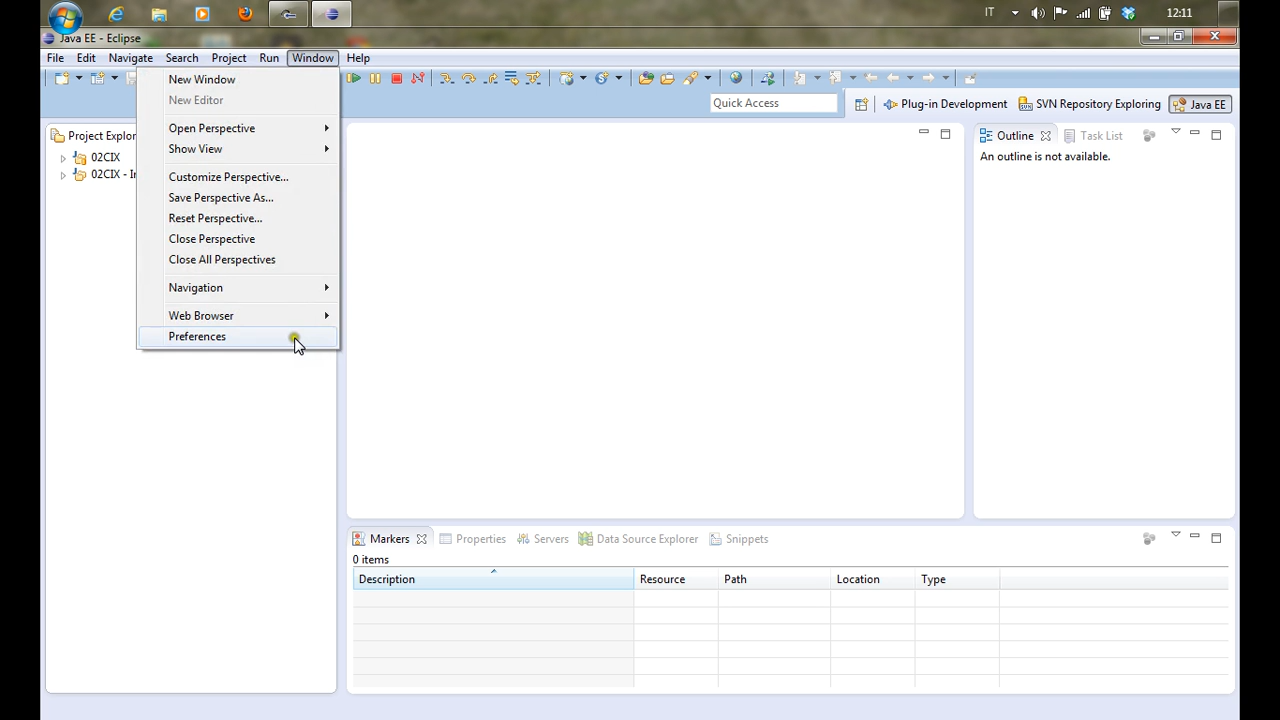 IT
12:11
Java EE - Eclipse
File Edit Navigate Search Project Run Window Help
Quick Access
Plug-in Development
SVN Repository Exploring
Java EE
New Window
New Editor
Open Perspective
Show View
Customize Perspective...
Save Perspective As...
Reset Perspective...
Close Perspective
Close All Perspectives
Navigation
Web Browser
Preferences
Project Explor
02CIX
02CIX - Ir
Outline
Task List
An outline is not available.
Markers
Properties
Servers
Data Source Explorer
Snippets
0 items
Description Resource Path Location Type